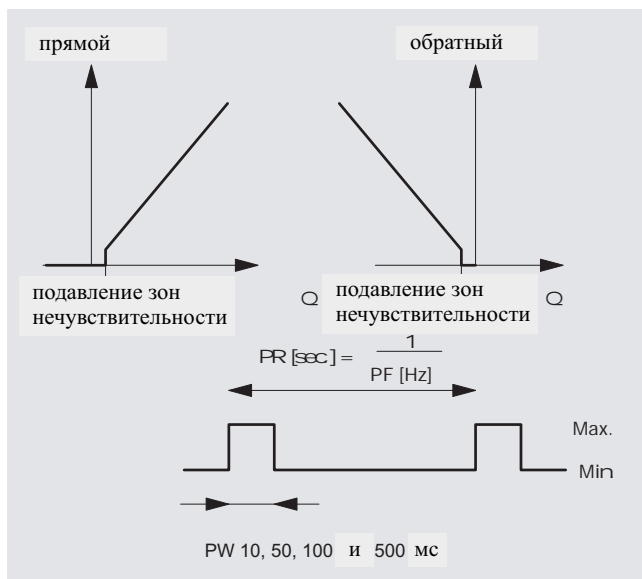 прямой
обратный
подавление зон
нечувствительности
Q
подавление зон
нечувствительности
Q
PR [sec] = 1
PF [Hz]
Max.
Min
PW 10, 50, 100 и 500 мс